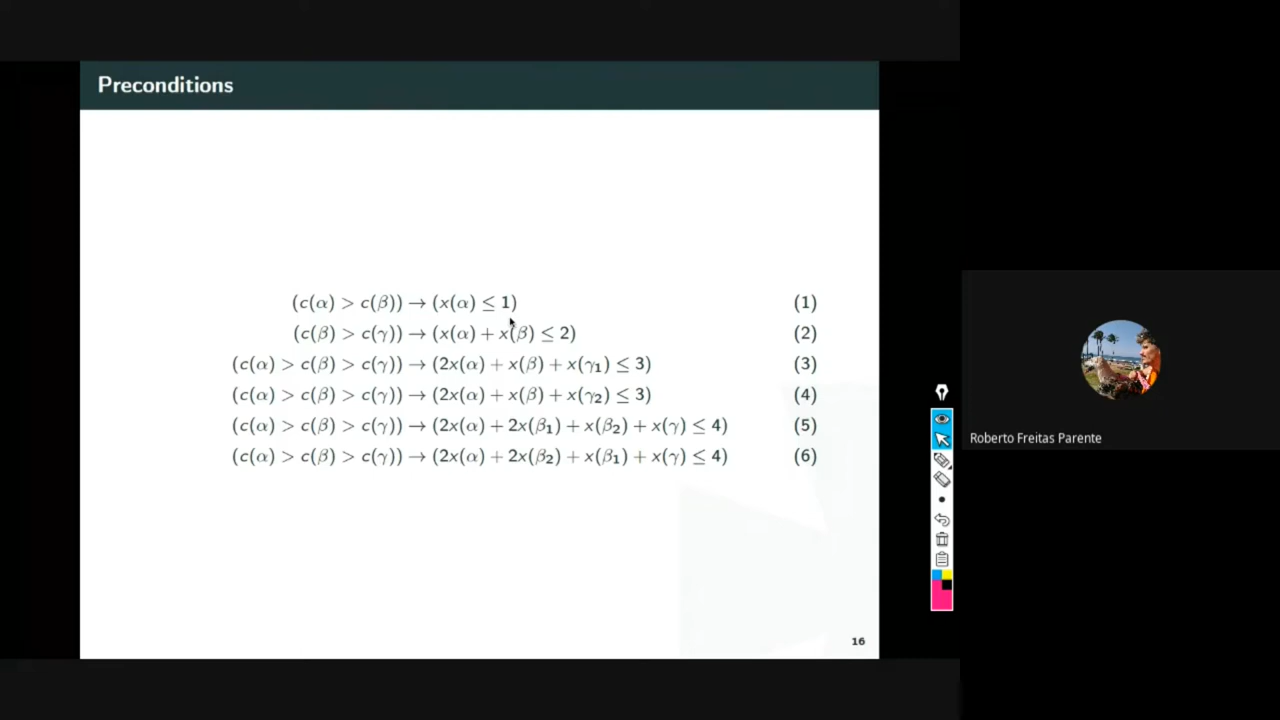 Preconditions
(c(α) > c(β)) → (x(α) ≤ 1) (1)
(c(β) > c(γ)) → (x(α) + x(β) ≤ 2) (2)
(c(α) > c(β) > c(γ)) → (2x(α) + x(β) + x(γ₁) ≤ 3) (3)
(c(α) > c(β) > c(γ)) → (2x(α) + x(β) + x(γ₂) ≤ 3) (4)
(c(α) > c(β) > c(γ)) → (2x(α) + 2x(β₁) + x(β₂) + x(γ) ≤ 4) (5)
(c(α) > c(β) > c(γ)) → (2x(α) + 2x(β₂) + x(β₁) + x(γ) ≤ 4) (6)
16
Roberto Freitas Parente